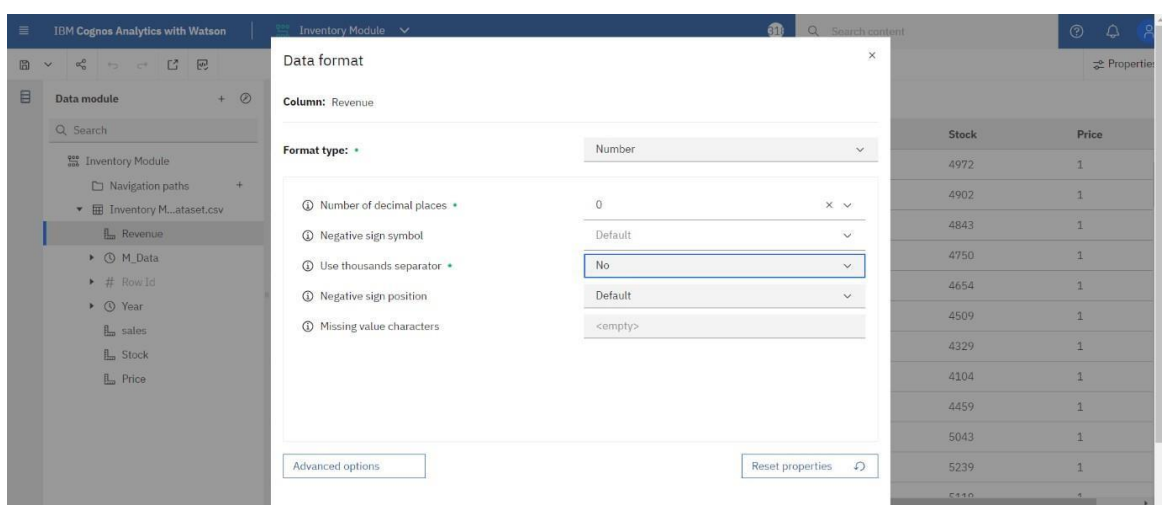 IBM Cognos Analytics with Watson
Inventory Module
Search content
Data module
Properties
Search
Inventory Module
Navigation paths
Inventory M...ataset.csv
Revenue
M_Data
# Row Id
Year
sales
Stock
Price
Data format
Column: Revenue
Format type: Number
Number of decimal places 0
Negative sign symbol Default
Use thousands separator No
Negative sign position Default
Missing value characters <empty>
Advanced options
Reset properties
Stock Price
4972 1
4902 1
4843 1
4750 1
4654 1
4509 1
4329 1
4104 1
4459 1
5043 1
5239 1